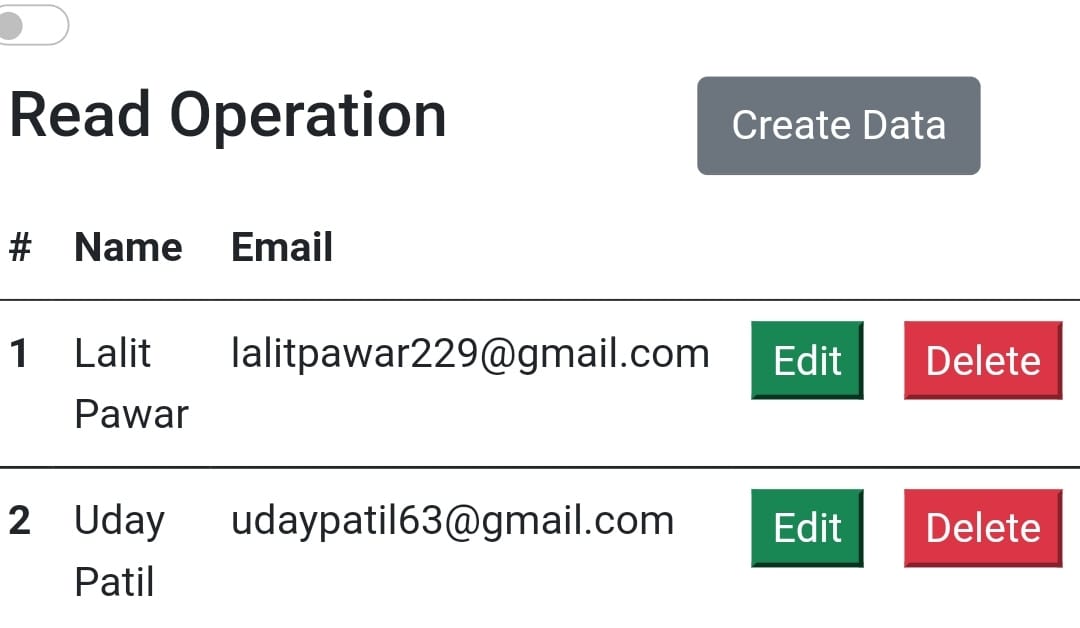 Read Operation
Create Data
# Name Email
1 Lalit Pawar lalitpawar229@gmail.com Edit Delete
2 Uday Patil udaypatil63@gmail.com Edit Delete